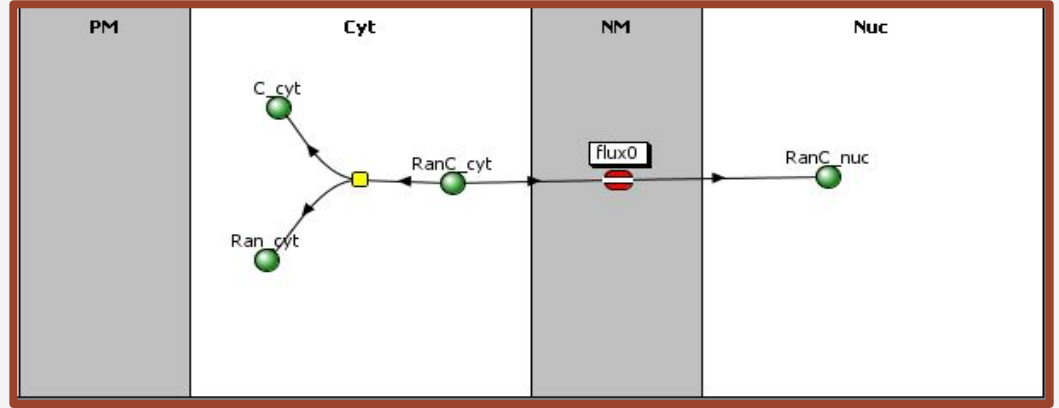 PM
Cyt
NM
Nuc
C_cyt
flux0
RanC_cyt
RanC_nuc
Ran_cyt